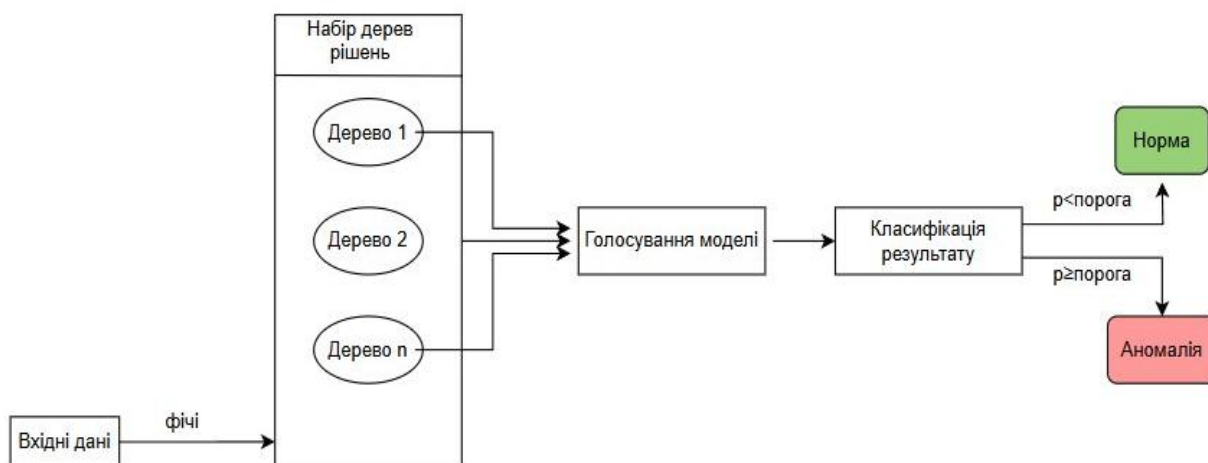 Набір дерев
рішень
Дерево 1
Дерево 2
Дерево n
Вхідні дані
фічі
Голосування моделі
Класифікація
результату
p<порога
p≥порога
Норма
Аномалія